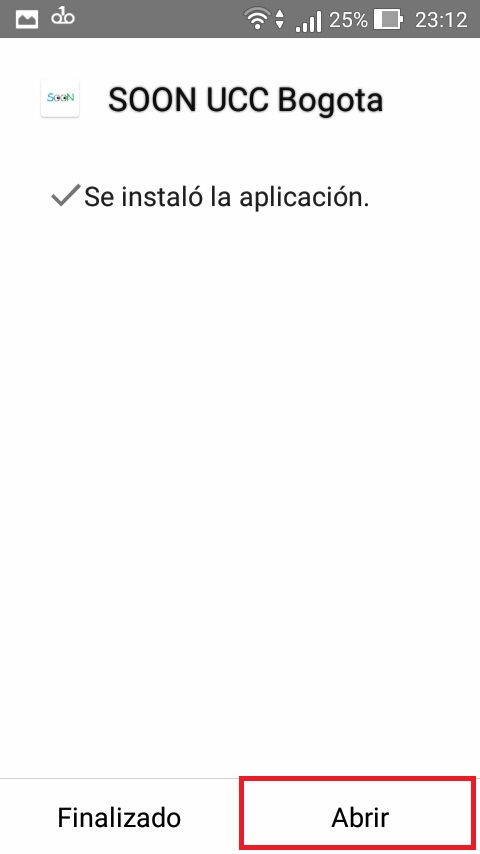 25% 23:12
SOON SOON UCC Bogota
Se instaló la aplicación.
Finalizado Abrir